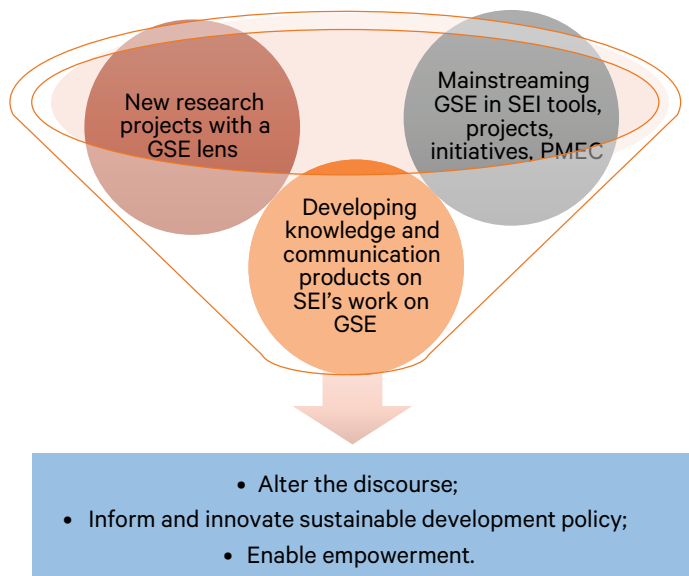 New research
projects with a
GSE lens
Mainstreaming
GSE in SEI tools,
projects,
initiatives, PMEC
Developing
knowledge and
communication
products on
SEI’s work on
GSE
• Alter the discourse;
• Inform and innovate sustainable development policy;
• Enable empowerment.